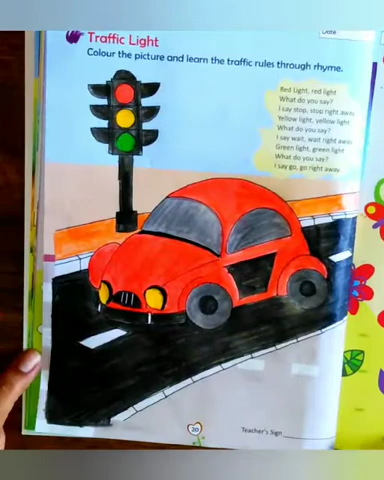 Traffic Light
Date
Colour the picture and learn the traffic rules through rhyme.
Red Light, red light
What do you say?
I say stop, stop right away
Yellow light, yellow light
What do you say?
I say wait, wait right away
Green light, green light
What do you say?
I say go, go right away
20
Teacher's Sign